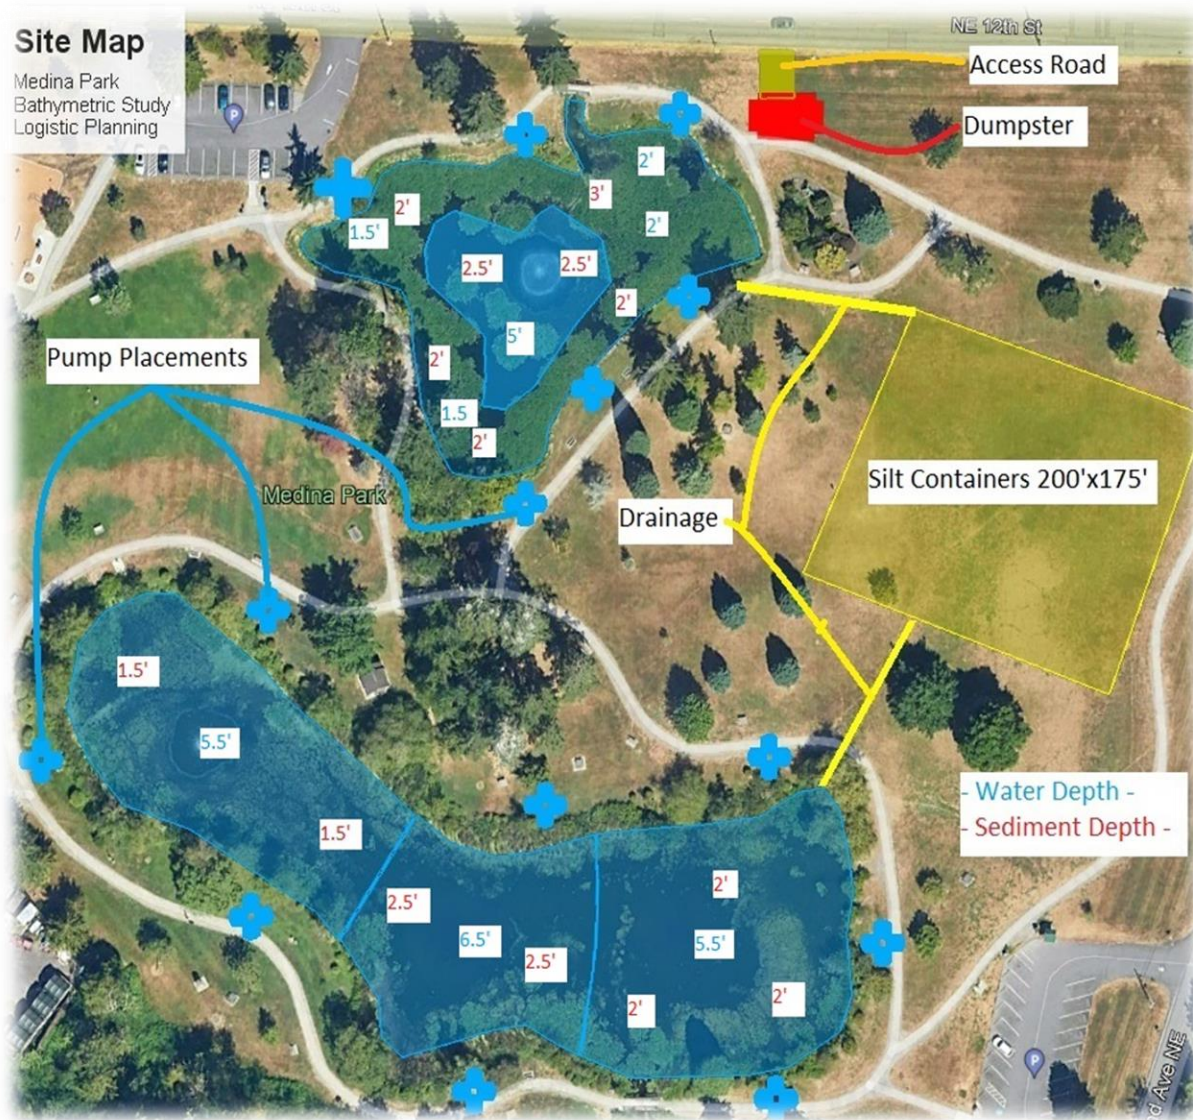 Site Map
Medina Park
Bathymetric Study
Logistic Planning
NE 12th St
P
Access Road
Dumpster
2'
2'
3'
2'
1.5'
2.5'
2.5'
2'
5'
2'
1.5
2'
Pump Placements
Medina Park
Drainage
Silt Containers 200'x175'
1.5'
5.5'
1.5'
- Water Depth -
- Sediment Depth -
2.5'
6.5'
2.5'
2'
5.5'
2'
2'
P
d Ave NE